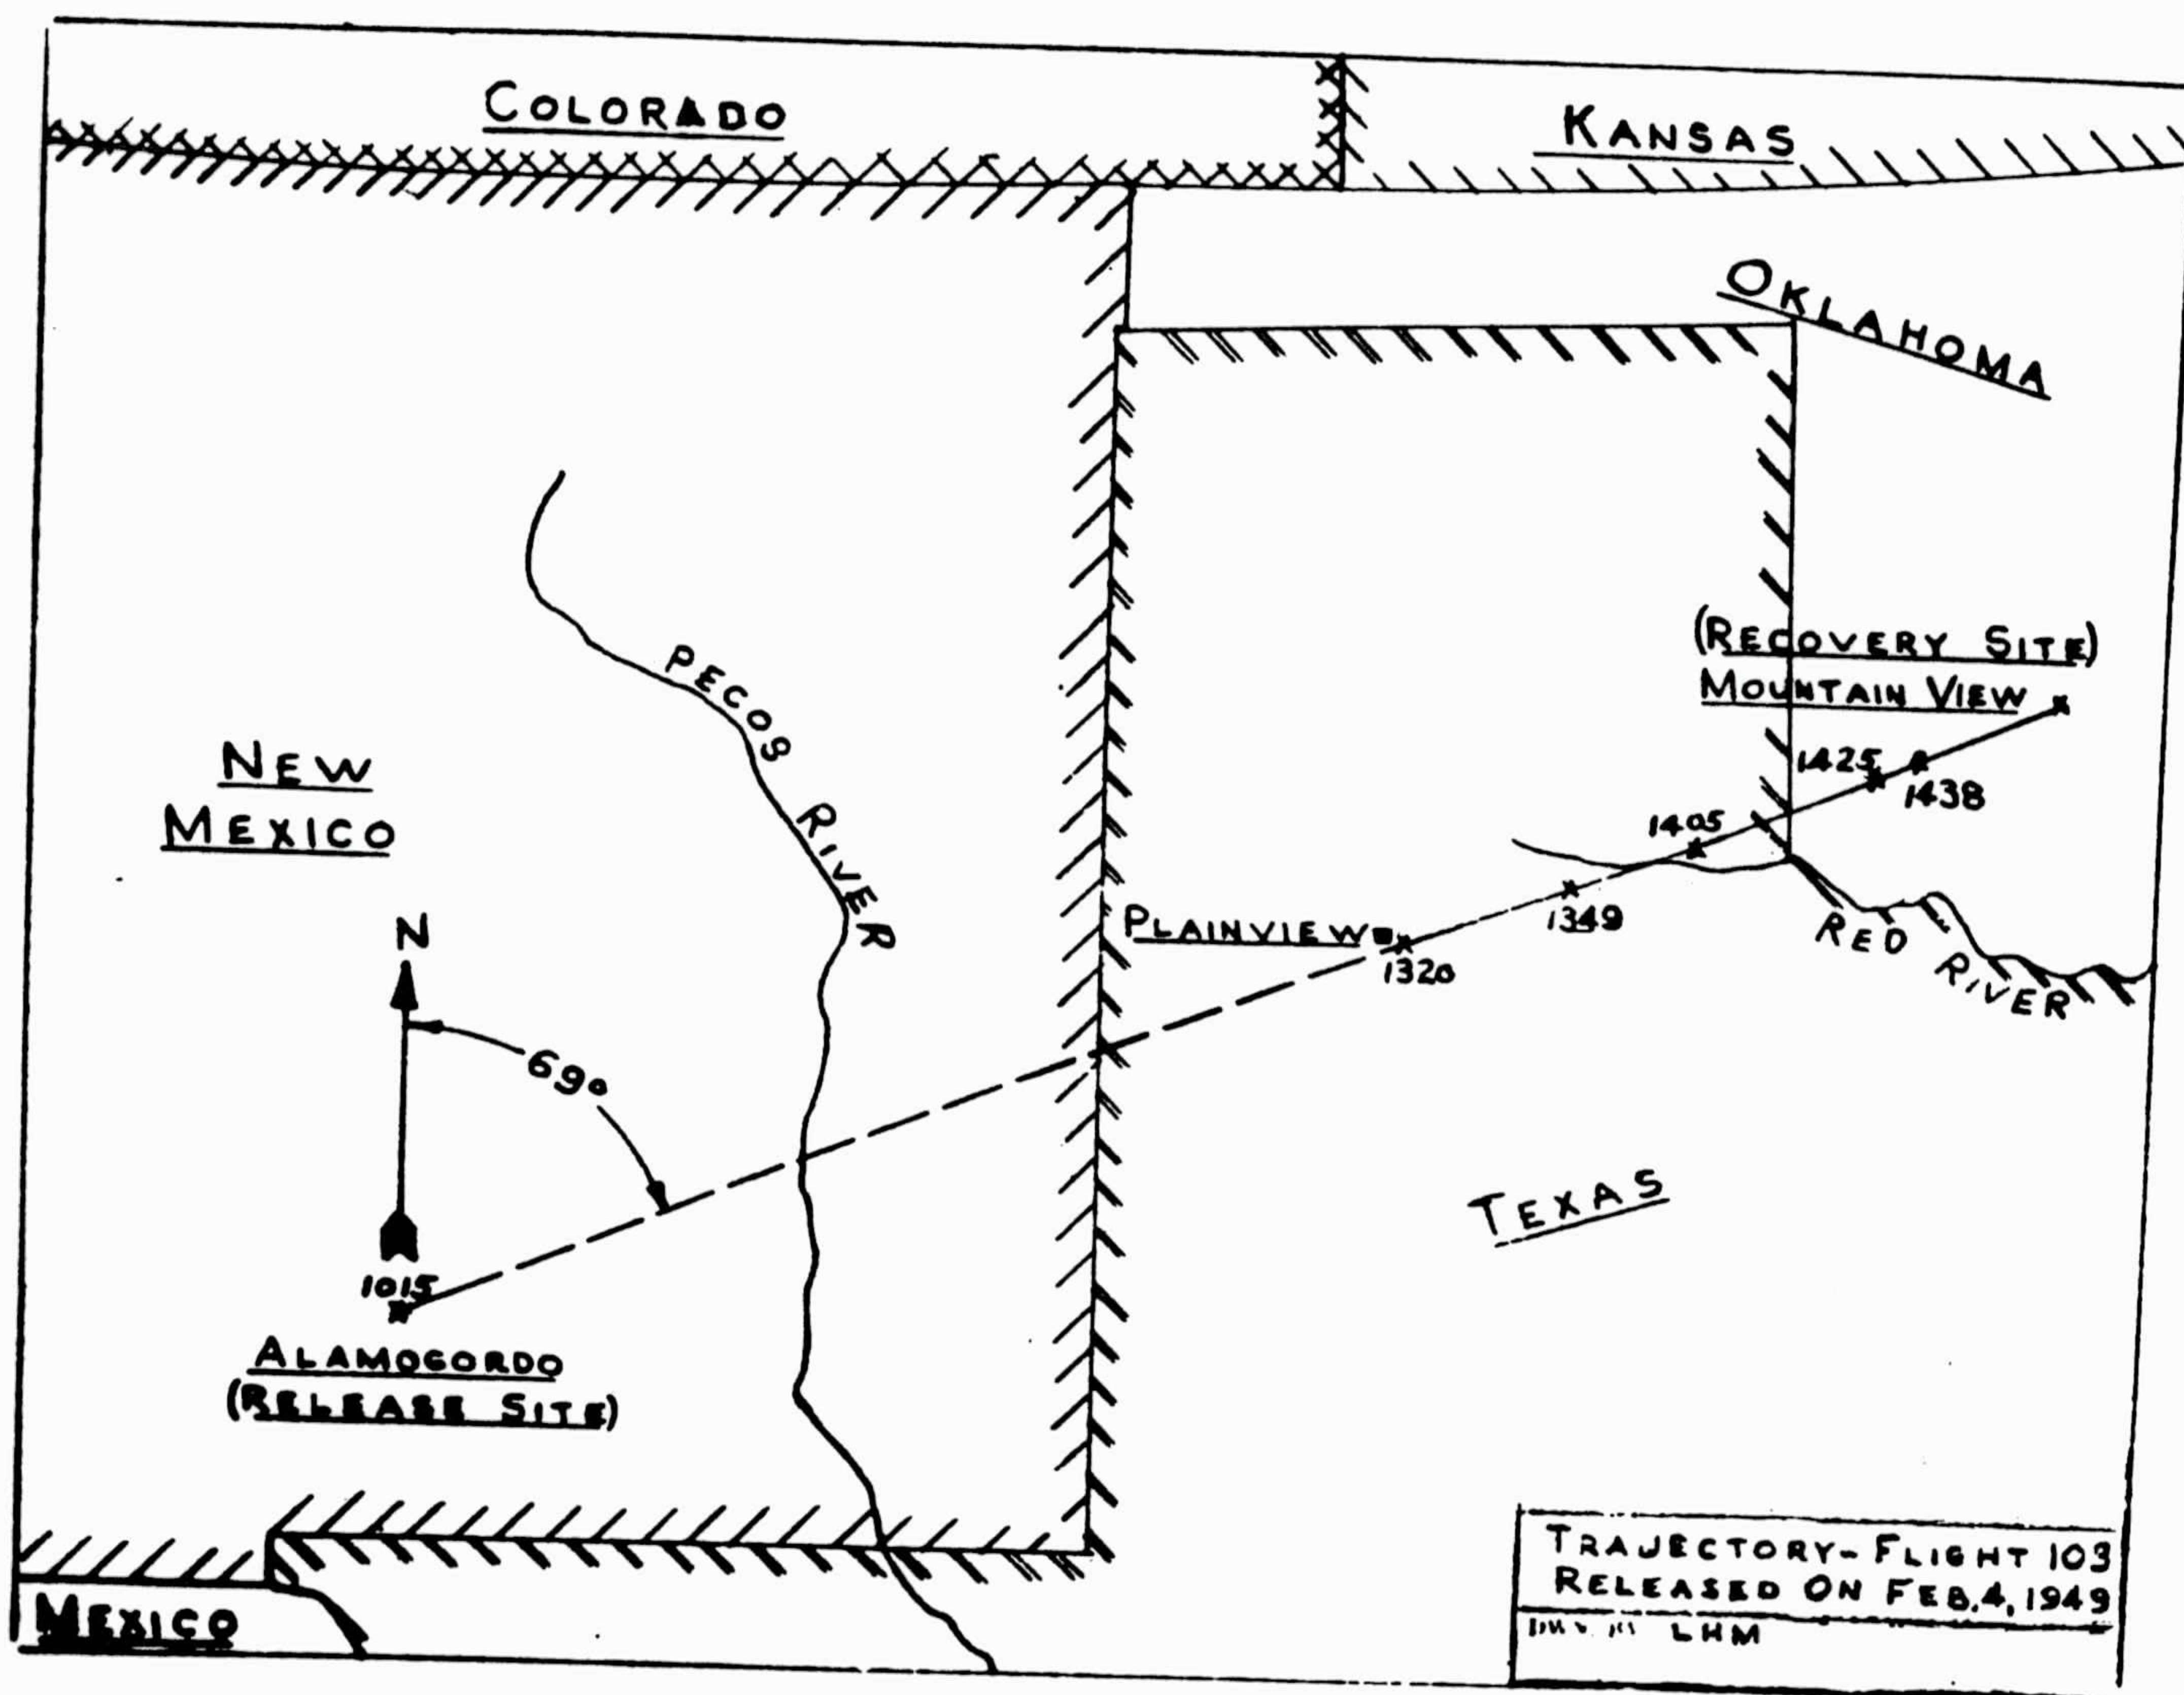 COLORADO
KANSAS
OKLAHOMA
(RECOVERY SITE)
MOUNTAIN VIEW
PECOS RIVER
NEW
MEXICO
1425
1438
1405
1349
PLAINVIEW
1320
RED RIVER
N
69°
TEXAS
1015
ALAMOGORDO
(RELEASE SITE)
MEXICO
TRAJECTORY- FLIGHT 103
RELEASED ON FEB. 4, 1949
LHM